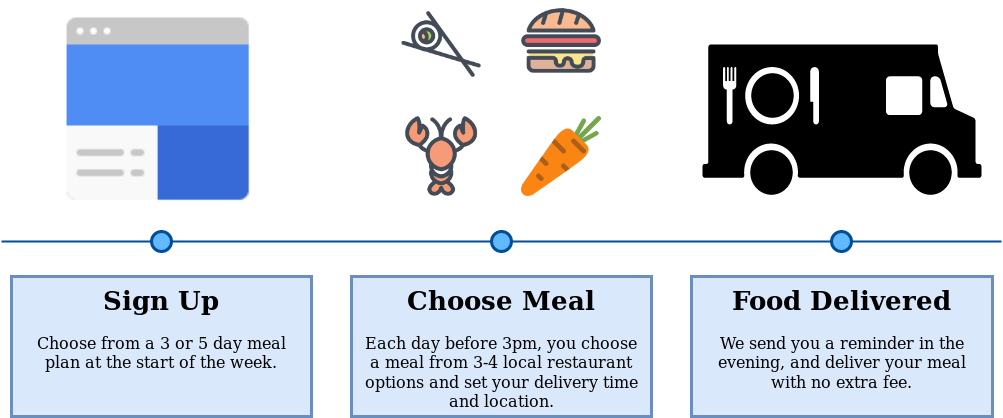 Sign Up
Choose from a 3 or 5 day meal
plan at the start of the week.
Choose Meal
Each day before 3pm, you choose
a meal from 3-4 local restaurant
options and set your delivery time
and location.
Food Delivered
We send you a reminder in the
evening, and deliver your meal
with no extra fee.